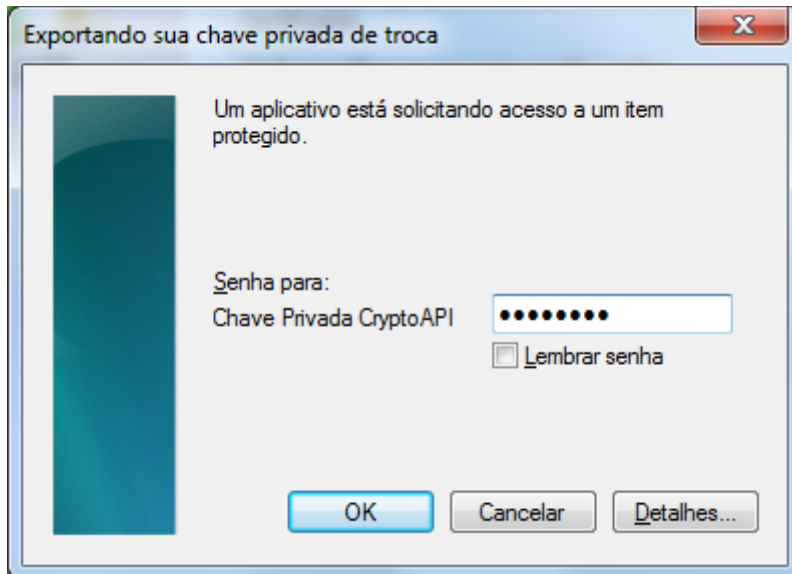 Exportando sua chave privada de troca
Um aplicativo está solicitando acesso a um item
protegido.
Senha para:
Chave Privada CryptoAPI
●●●●●●●●
Lembrar senha
OK
Cancelar
Detalhes...